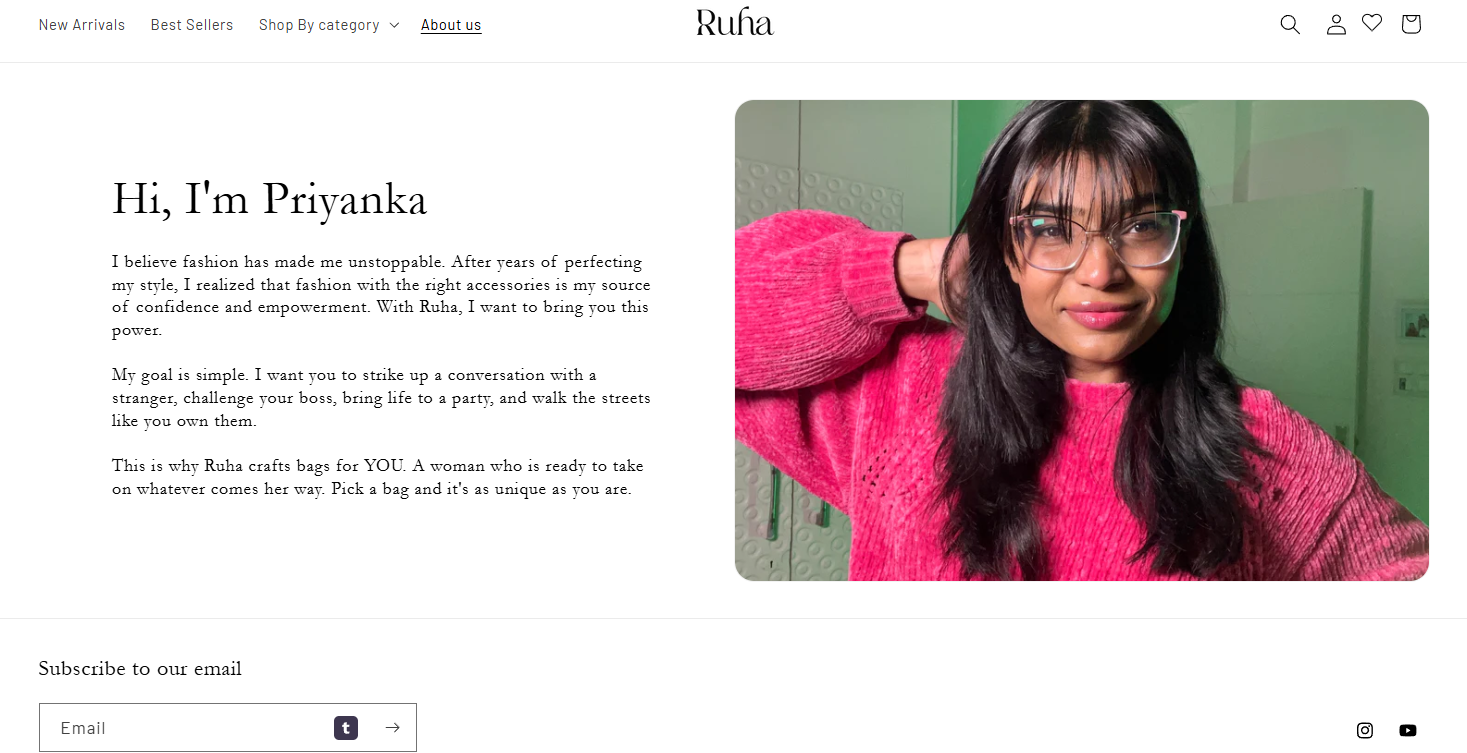 New Arrivals Best Sellers Shop By category About us Ruha
Hi, I'm Priyanka
I believe fashion has made me unstoppable. After years of perfecting
my style, I realized that fashion with the right accessories is my source
of confidence and empowerment. With Ruha, I want to bring you this
power.
My goal is simple. I want you to strike up a conversation with a
stranger, challenge your boss, bring life to a party, and walk the streets
like you own them.
This is why Ruha crafts bags for YOU. A woman who is ready to take
on whatever comes her way. Pick a bag and it's as unique as you are.
Subscribe to our email
Email t